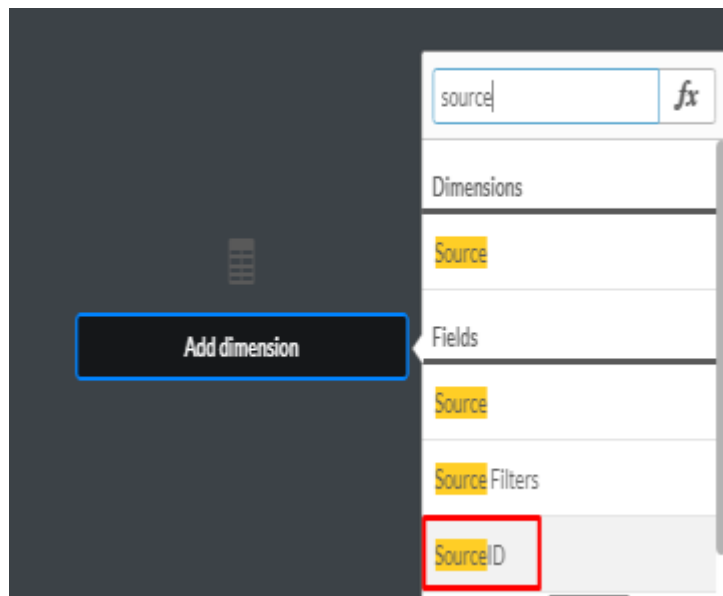 source
fx
Dimensions
Source
Add dimension
Fields
Source
Source Filters
SourceID